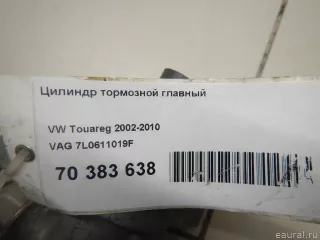 Цилиндр тормозной главный
VW Touareg 2002-2010
VAG 7L0611019F
70 383 638
© eaural.ru